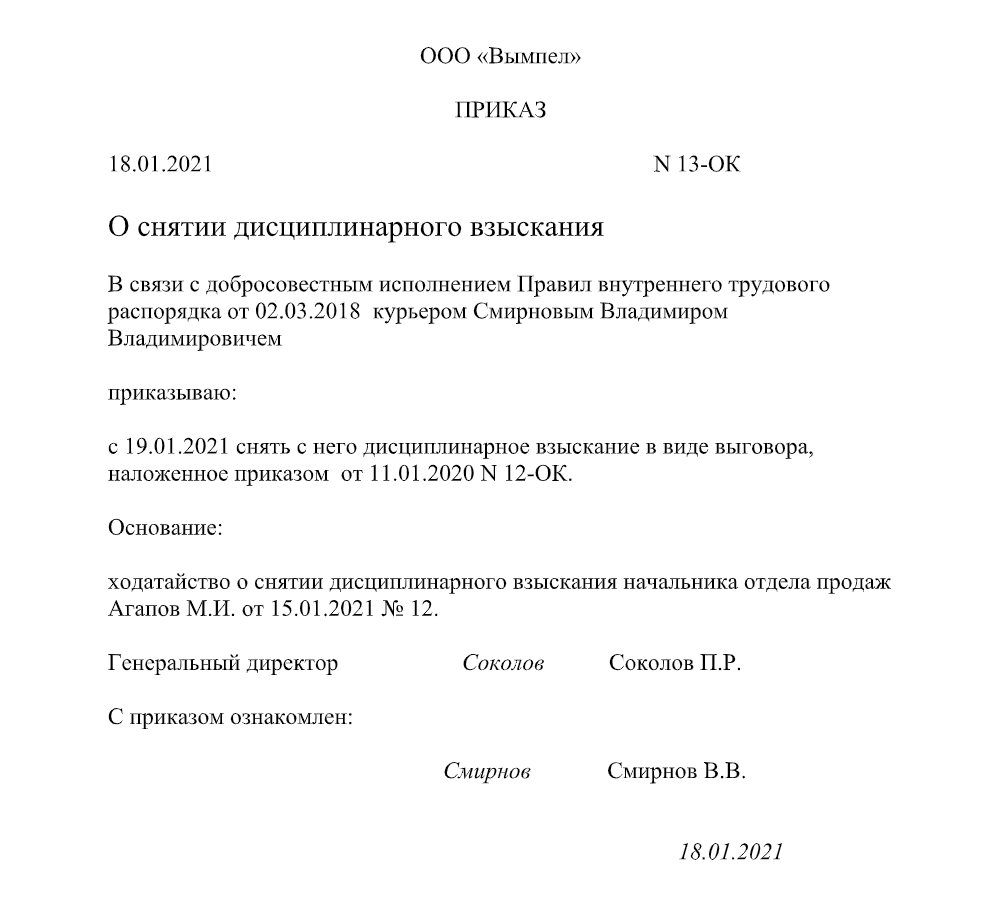 ООО «Вымпел»
ПРИКАЗ
18.01.2021 N 13-ОК
О снятии дисциплинарного взыскания
В связи с добросовестным исполнением Правил внутреннего трудового
распорядка от 02.03.2018 курьером Смирновым Владимиром
Владимировичем
приказываю:
с 19.01.2021 снять с него дисциплинарное взыскание в виде выговора,
наложенное приказом от 11.01.2020 N 12-ОК.
Основание:
ходатайство о снятии дисциплинарного взыскания начальника отдела продаж
Агапов М.И. от 15.01.2021 № 12.
Генеральный директор Соколов Соколов П.Р.
С приказом ознакомлен:
Смирнов Смирнов В.В.
18.01.2021